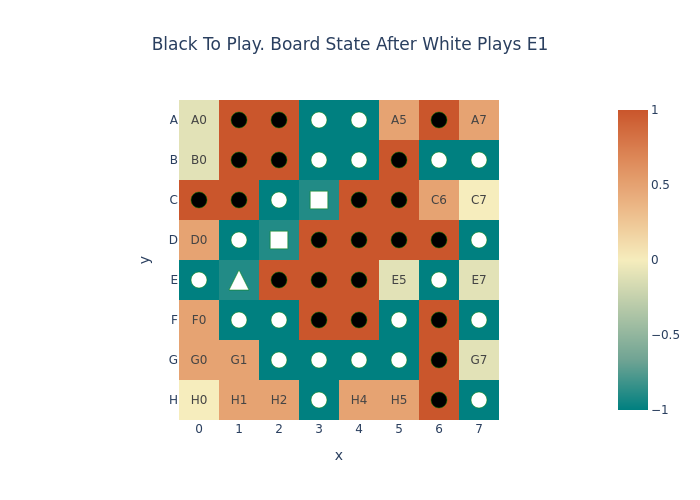 Black To Play. Board State After White Plays E1
A A0 A5 A7
B B0
C C6 C7
D D0
E E5 E7
F F0
G G0 G1 G7
H H0 H1 H2 H4 H5
0 1 2 3 4 5 6 7
x
y
1
0.5
0
−0.5
−1